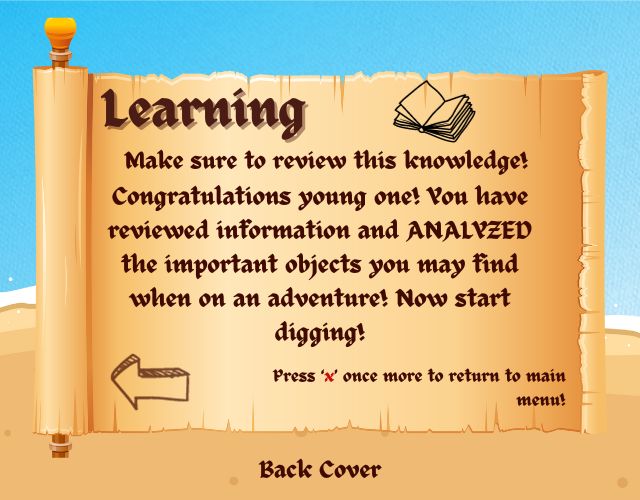 Learning
Make sure to review this knowledge!
Congratulations young one! You have
reviewed information and ANALYZED
the important objects you may find
when on an adventure! Now start
digging!
Press 'x' once more to return to main
menu!
Back Cover